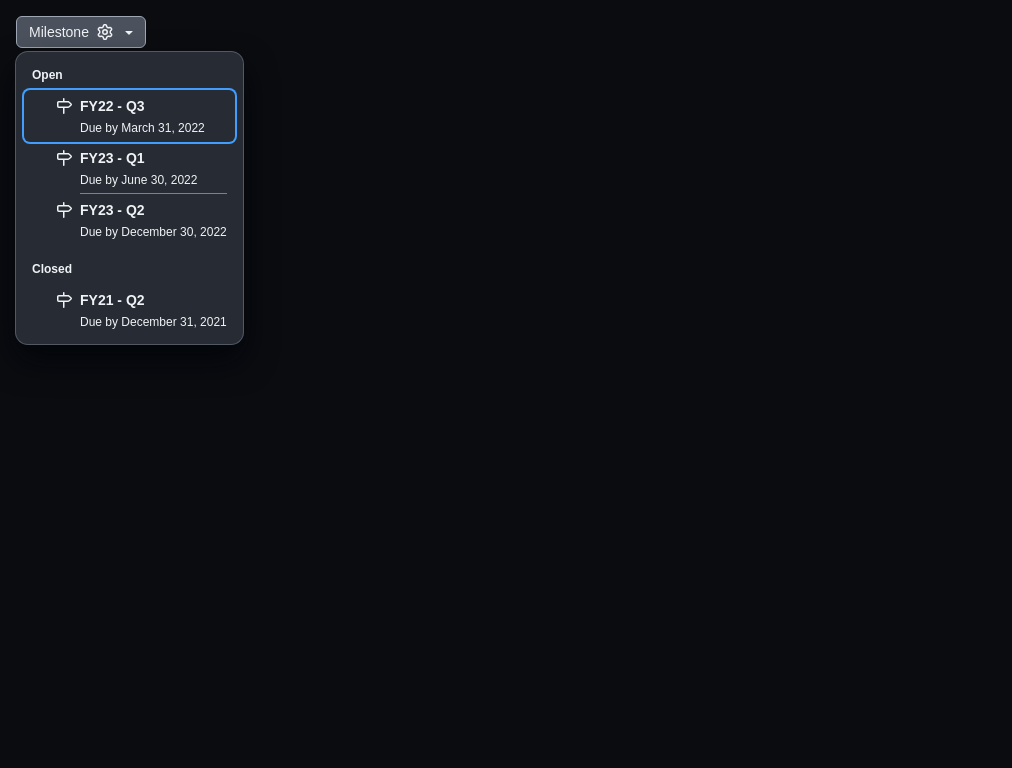 Milestone
Open
FY22 - Q3
Due by March 31, 2022
FY23 - Q1
Due by June 30, 2022
FY23 - Q2
Due by December 30, 2022
Closed
FY21 - Q2
Due by December 31, 2021